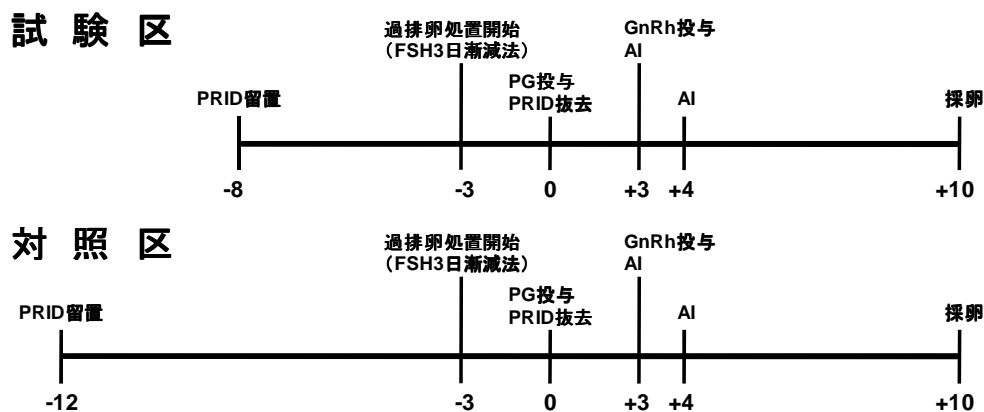 試験区
過排卵処置開始
（FSH3日漸減法）
GnRh投与
AI
PG投与
PRID抜去
PRID留置
AI
採卵
-8
-3
0
+3
+4
+10
対照区
過排卵処置開始
（FSH3日漸減法）
GnRh投与
AI
PG投与
PRID抜去
PRID留置
AI
採卵
-12
-3
0
+3
+4
+10